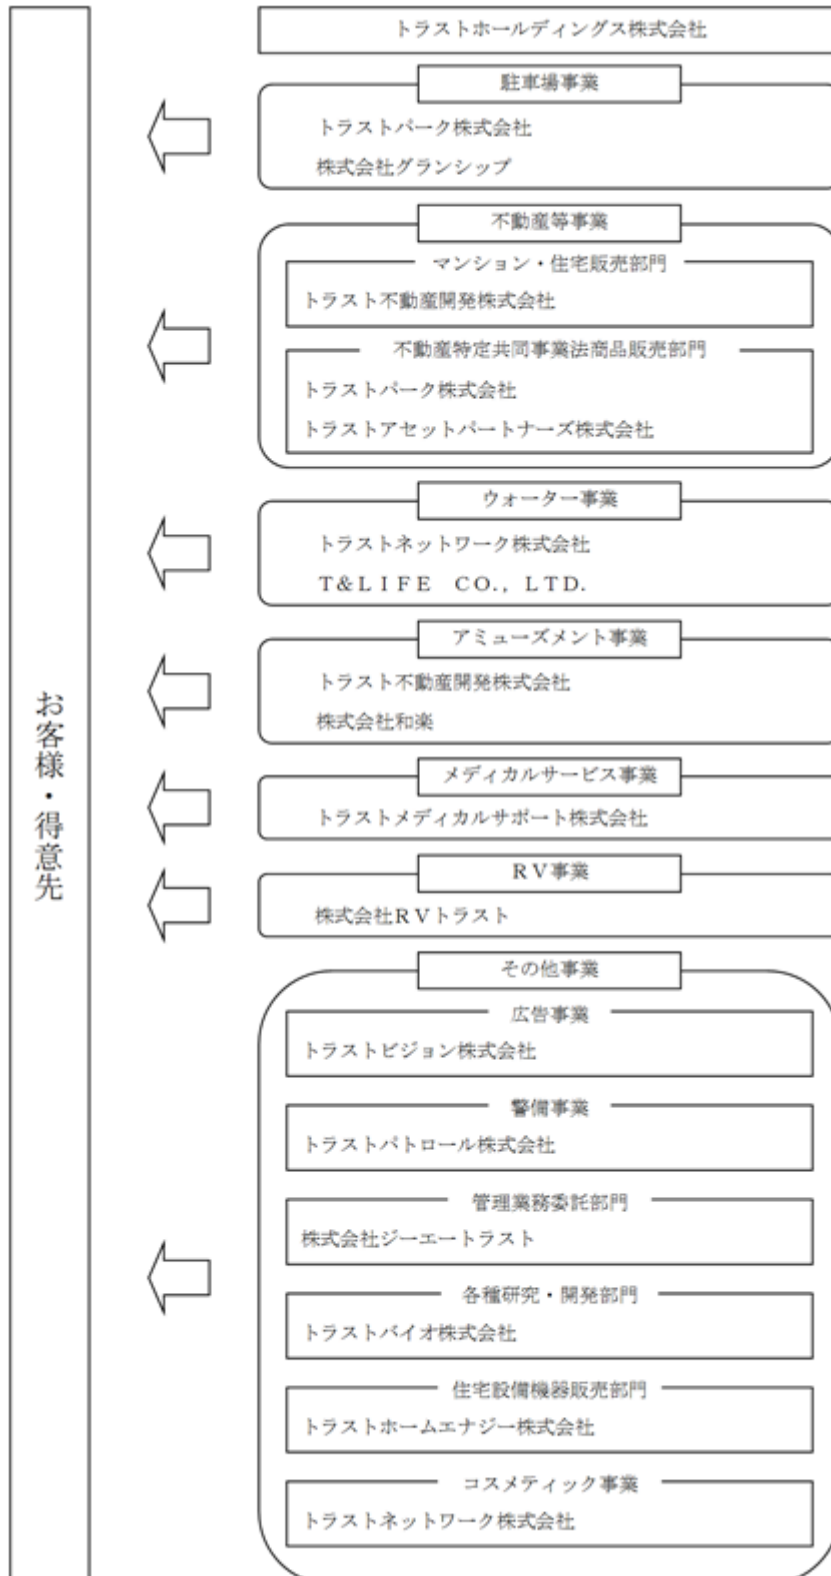 トラストホールディングス株式会社
駐車場事業
トラストパーク株式会社
株式会社グランシップ
不動産等事業
マンション・住宅販売部門
トラスト不動産開発株式会社
不動産特定共同事業法商品販売部門
トラストパーク株式会社
トラストアセットパートナーズ株式会社
ウォーター事業
トラストネットワーク株式会社
T&LIFE CO., LTD.
アミューズメント事業
トラスト不動産開発株式会社
株式会社和楽
メディカルサービス事業
トラストメディカルサポート株式会社
RV事業
株式会社RVトラスト
その他事業
広告事業
トラストビジョン株式会社
警備事業
トラストパトロール株式会社
管理業務委託部門
株式会社ジーエートラスト
各種研究・開発部門
トラストバイオ株式会社
住宅設備機器販売部門
トラストホームエナジー株式会社
コスメティック事業
トラストネットワーク株式会社
お客様・得意先